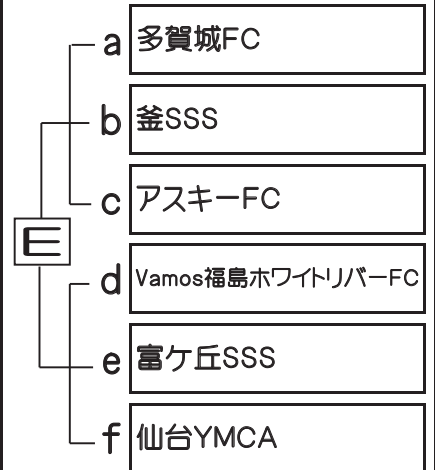 a 多賀城FC
b 釜SSS
c アスキーFC
E
d Vamos福島ホワイトリバーFC
e 富ケ丘SSS
f 仙台YMCA